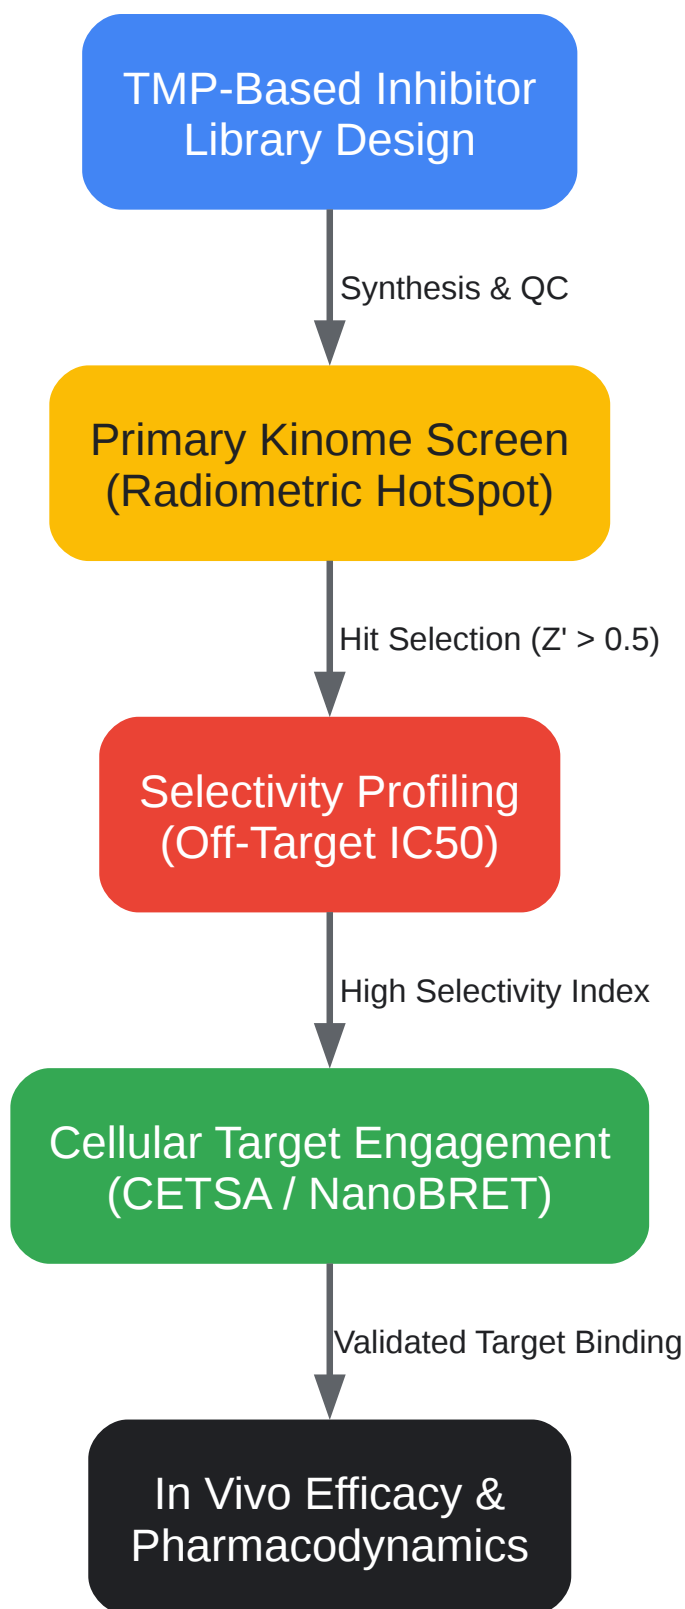 TMP-Based Inhibitor
Library Design
Synthesis & QC
Primary Kinome Screen
(Radiometric HotSpot)
Hit Selection (Z' > 0.5)
Selectivity Profiling
(Off-Target IC50)
High Selectivity Index
Cellular Target Engagement
(CETSA / NanoBRET)
Validated Target Binding
In Vivo Efficacy &
Pharmacodynamics